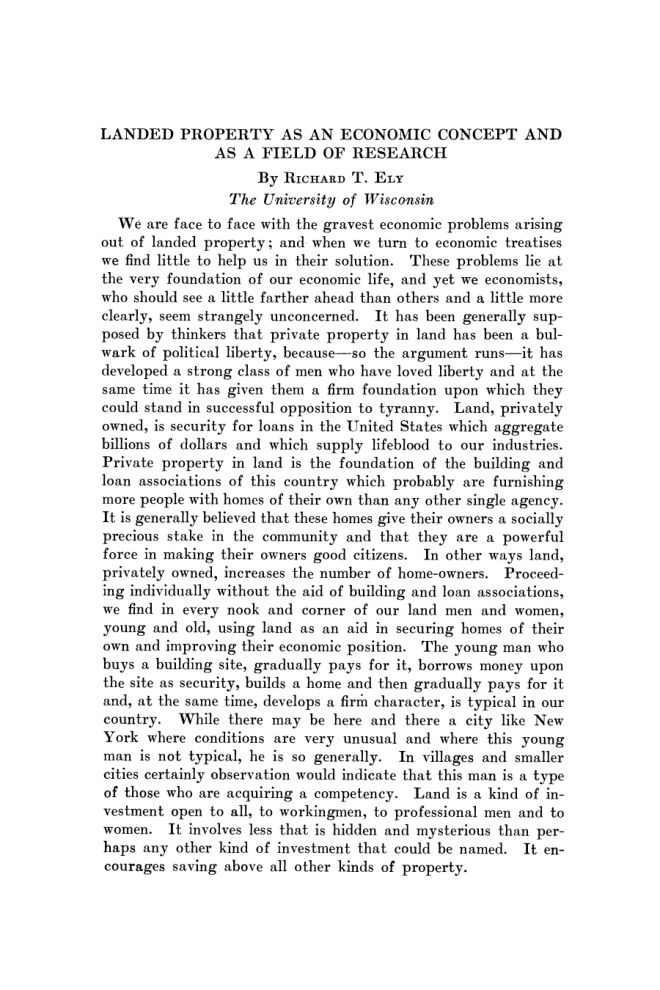 LANDED PROPERTY AS AN ECONOMIC CONCEPT AND
AS A FIELD OF RESEARCH
By Richard T. Ely
The University of Wisconsin
We are face to face with the gravest economic problems arising
out of landed property; and when we turn to economic treatises
we find little to help us in their solution. These problems lie at
the very foundation of our economic life, and yet we economists,
who should see a little farther ahead than others and a little more
clearly, seem strangely unconcerned. It has been generally sup-
posed by thinkers that private property in land has been a bul-
wark of political liberty, because—so the argument runs—it has
developed a strong class of men who have loved liberty and at the
same time it has given them a firm foundation upon which they
could stand in successful opposition to tyranny. Land, privately
owned, is security for loans in the United States which aggregate
billions of dollars and which supply lifeblood to our industries.
Private property in land is the foundation of the building and
loan associations of this country which probably are furnishing
more people with homes of their own than any other single agency.
It is generally believed that these homes give their owners a socially
precious stake in the community and that they are a powerful
force in making their owners good citizens. In other ways land,
privately owned, increases the number of home-owners. Proceed-
ing individually without the aid of building and loan associations,
we find in every nook and corner of our land men and women,
young and old, using land as an aid in securing homes of their
own and improving their economic position. The young man who
buys a building site, gradually pays for it, borrows money upon
the site as security, builds a home and then gradually pays for it
and, at the same time, develops a firm character, is typical in our
country. While there may be here and there a city like New
York where conditions are very unusual and where this young
man is not typical, he is so generally. In villages and smaller
cities certainly observation would indicate that this man is a type
of those who are acquiring a competency. Land is a kind of in-
vestment open to all, to workingmen, to professional men and to
women. It involves less that is hidden and mysterious than per-
haps any other kind of investment that could be named. It en-
courages saving above all other kinds of property.